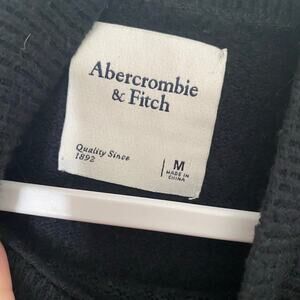 Abercrombie
& Fitch
Quality Since
1892
M
MADE IN
CHINA